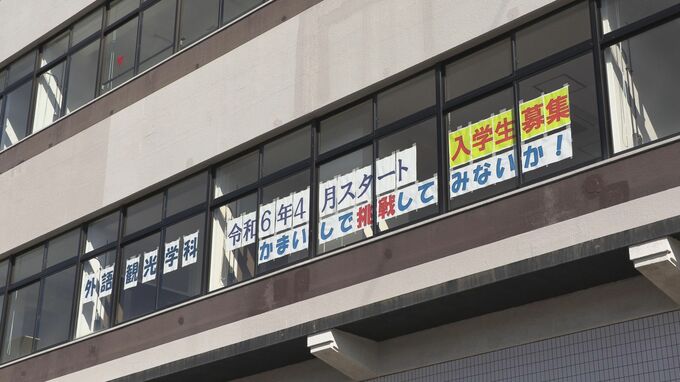 外語観光学科
令和6年4月スタート
入学生募集
かまいしで挑戦してみないか!